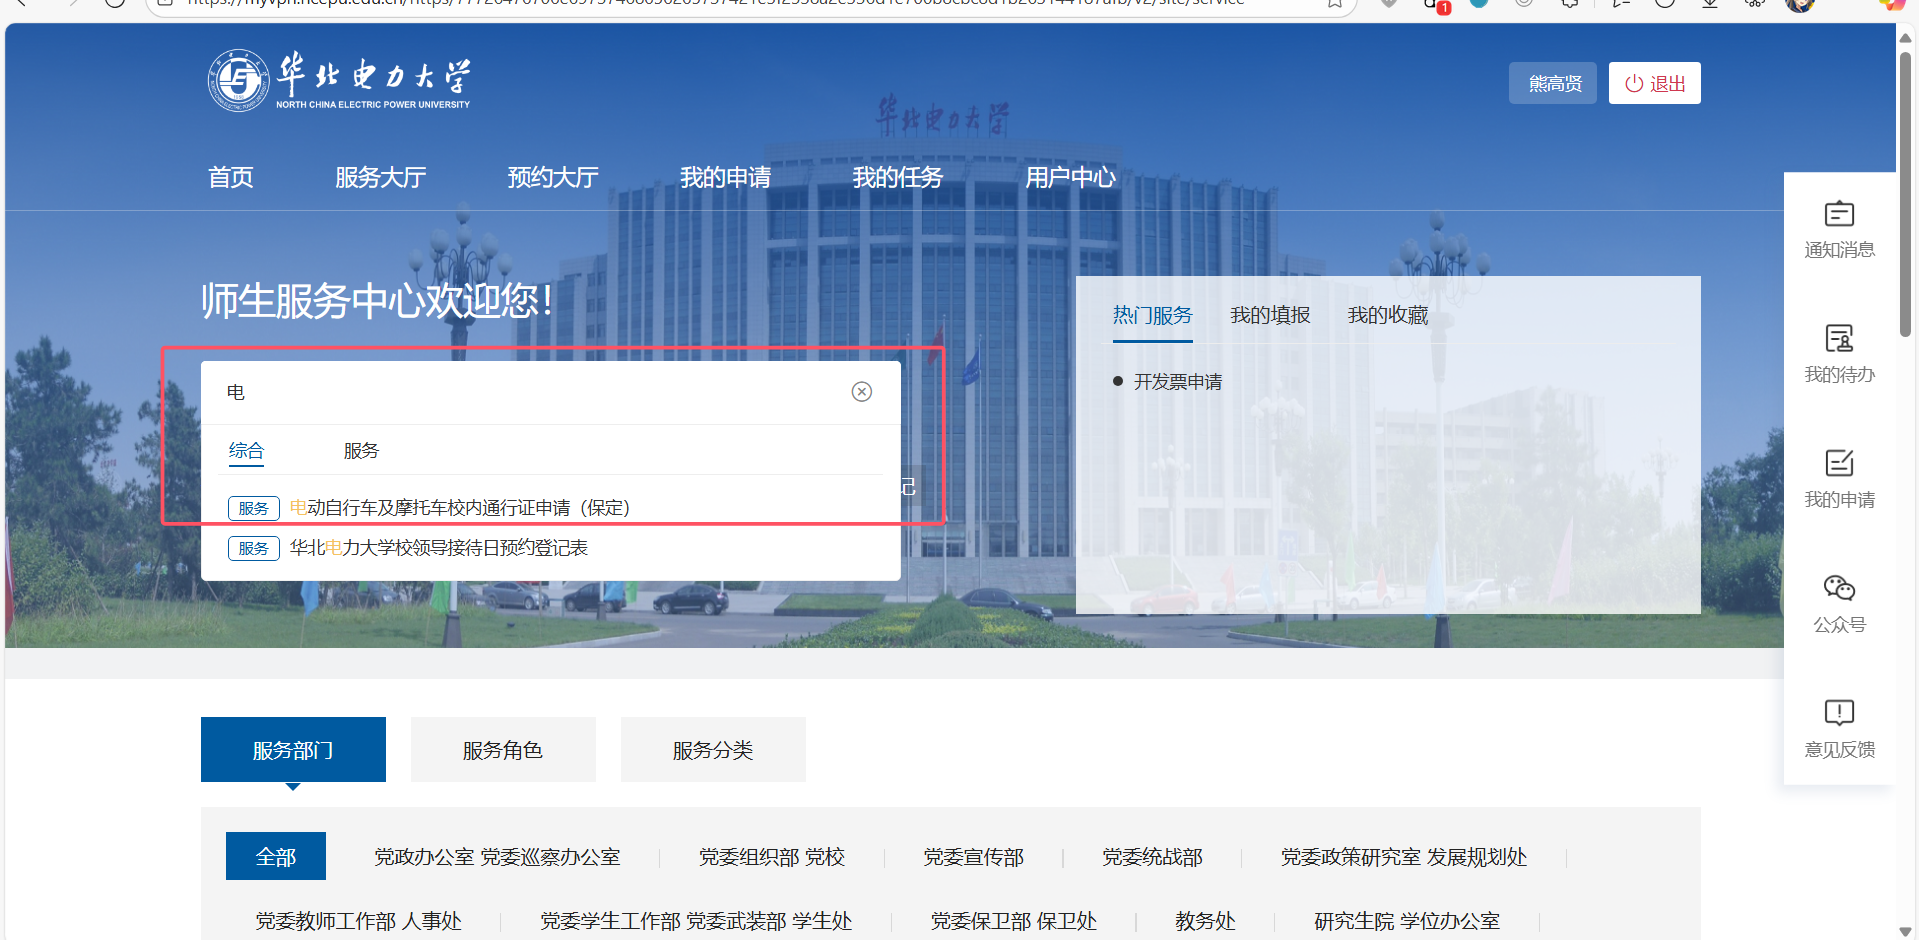 华北电力大学
NORTH CHINA ELECTRIC POWER UNIVERSITY
熊高贤
退出
华北电力大学
首页
服务大厅
预约大厅
我的申请
我的任务
用户中心
师生服务中心欢迎您!
热门服务
我的填报
我的收藏
开发票申请
电
综合
服务
记
服务 电动自行车及摩托车校内通行证申请（保定）
服务 华北电力大学校领导接待日预约登记表
通知消息
我的待办
我的申请
公众号
意见反馈
服务部门
服务角色
服务分类
全部
党政办公室 党委巡察办公室
党委组织部 党校
党委宣传部
党委统战部
党委政策研究室 发展规划处
党委教师工作部 人事处
党委学生工作部 党委武装部 学生处
党委保卫部 保卫处
教务处
研究生院 学位办公室
1